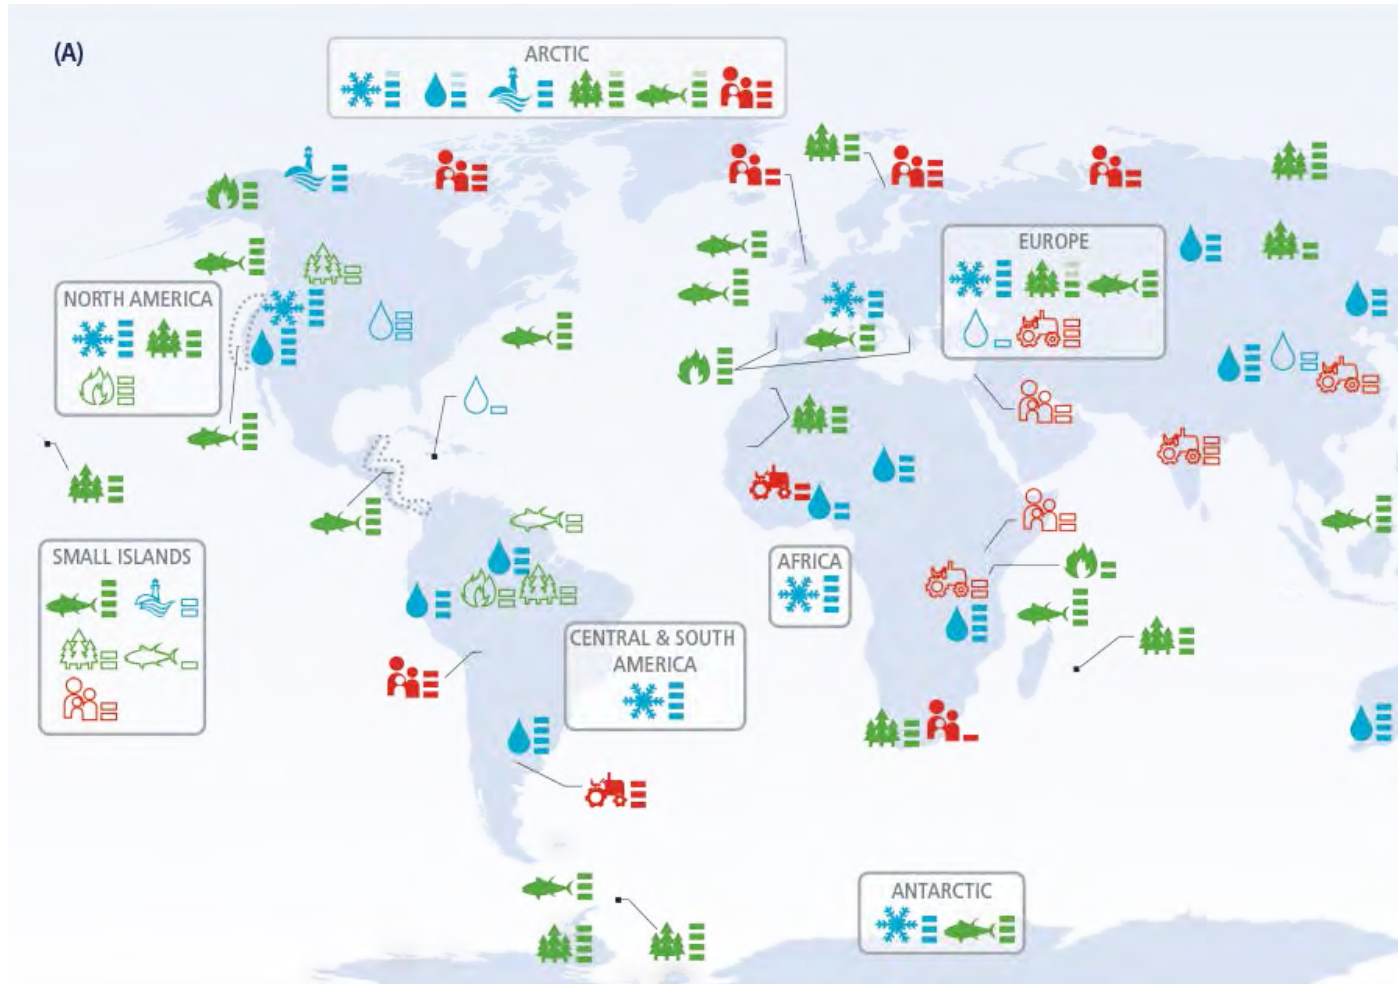 (A)
ARCTIC
EUROPE
NORTH AMERICA
SMALL ISLANDS
AFRICA
CENTRAL & SOUTH
AMERICA
ANTARCTIC